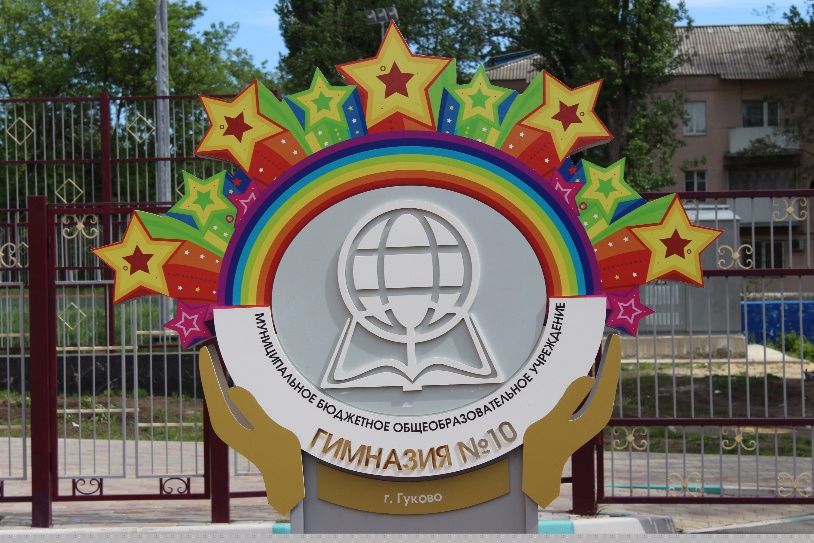 МУНИЦИПАЛЬНОЕ БЮДЖЕТНОЕ ОБЩЕОБРАЗОВАТЕЛЬНОЕ УЧРЕЖДЕНИЕ
ГИМНАЗИЯ №10
г. Гуково